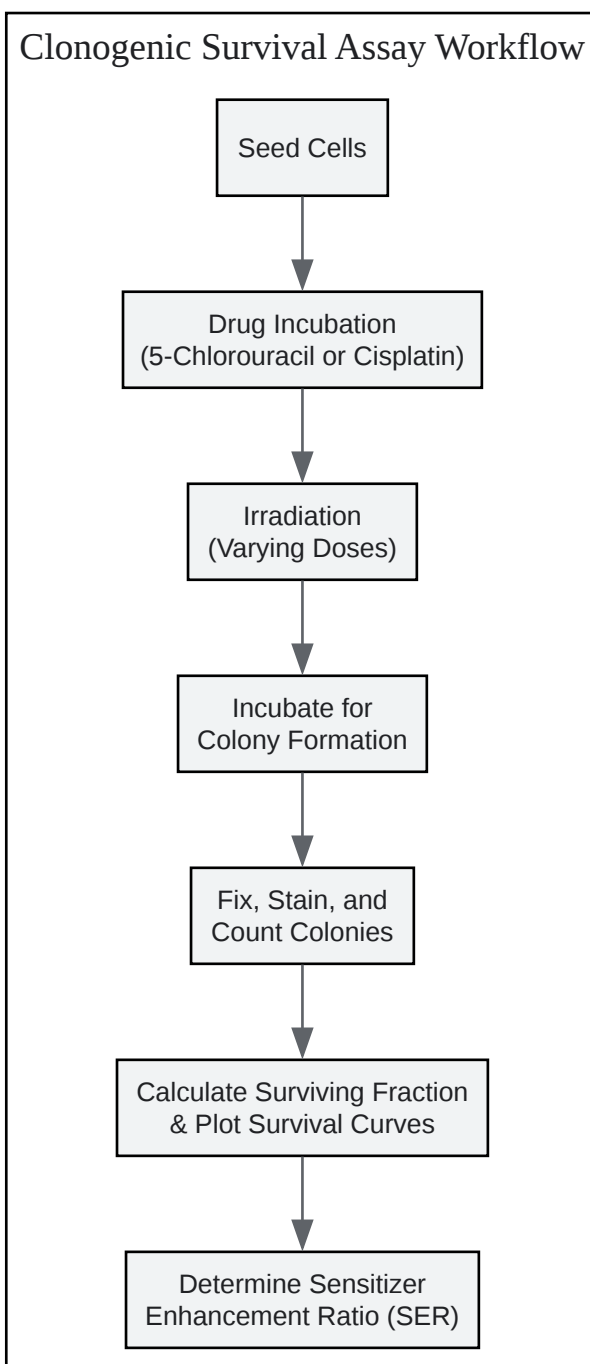 Clonogenic Survival Assay Workflow
Seed Cells
Drug Incubation
(5-Chlorouracil or Cisplatin)
Irradiation
(Varying Doses)
Incubate for
Colony Formation
Fix, Stain, and
Count Colonies
Calculate Surviving Fraction
& Plot Survival Curves
Determine Sensitizer
Enhancement Ratio (SER)